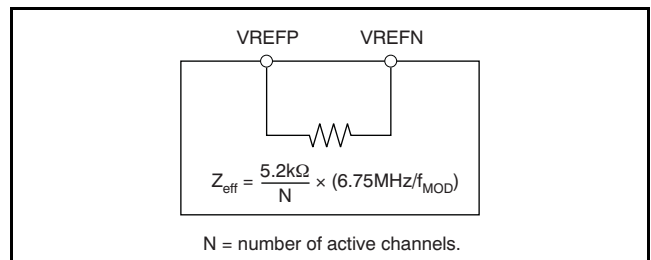 VREFP VREFN
Z_eff = 5.2kΩ/N × (6.75MHz/f_MOD)
N = number of active channels.